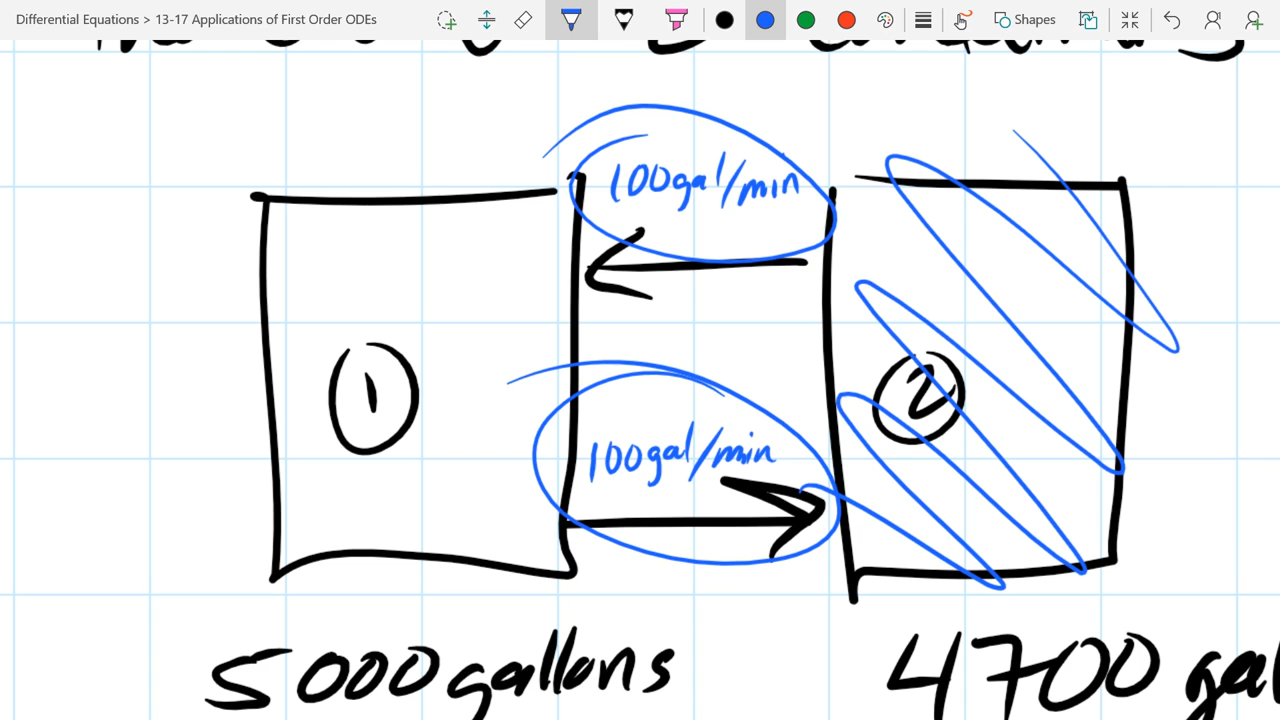 Differential Equations > 13-17 Applications of First Order ODEs
Shapes
100gal/min
1
2
100gal/min
5000gallons
4700 gal